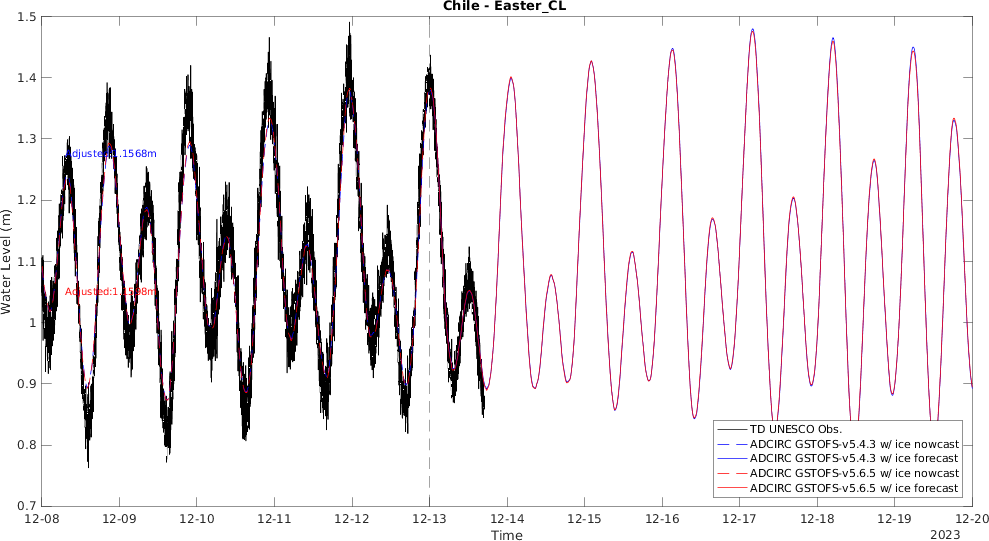 Chile - Easter_CL
1.5
1.4
1.3
1.2
1.1
1
0.9
0.8
0.7
Water Level (m)
Adjusted:1.1568m
TD UNESCO Obs.
ADCIRC GSTOFS-v5.4.3 w/ ice nowcast
ADCIRC GSTOFS-v5.4.3 w/ ice forecast
ADCIRC GSTOFS-v5.6.5 w/ ice nowcast
ADCIRC GSTOFS-v5.6.5 w/ ice forecast
12-08 12-09 12-10 12-11 12-12 12-13 12-14 12-15 12-16 12-17 12-18 12-19 12-20
Time
2023